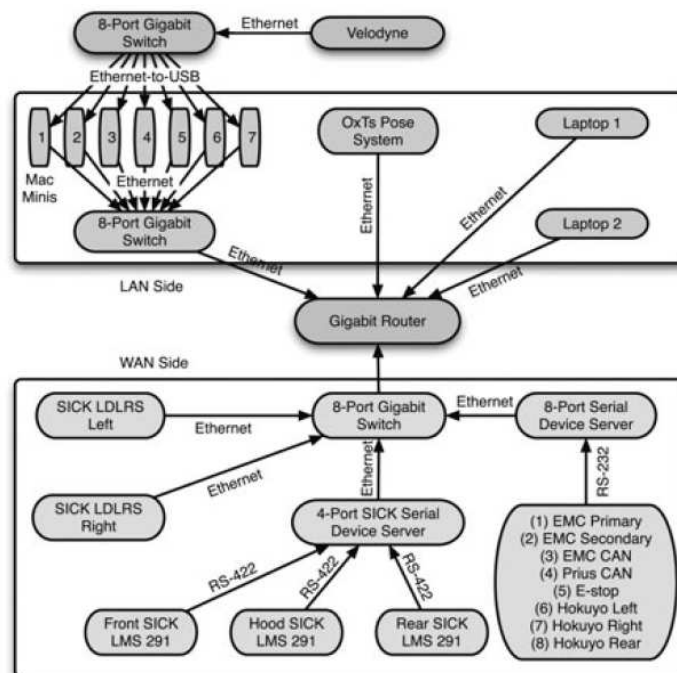 8-Port Gigabit
Switch
Ethernet
Velodyne
Ethernet-to-USB
1
2
3
4
5
6
7
Mac
Minis
Ethernet
8-Port Gigabit
Switch
OxTs Pose
System
Laptop 1
Laptop 2
Ethernet
Ethernet
Ethernet
Ethernet
LAN Side
Gigabit Router
WAN Side
SICK LDLRS
Left
Ethernet
8-Port Gigabit
Switch
Ethernet
8-Port Serial
Device Server
SICK LDLRS
Right
Ethernet
Ethernet
RS-232
4-Port SICK Serial
Device Server
RS-422
RS-422
RS-422
Front SICK
LMS 291
Hood SICK
LMS 291
Rear SICK
LMS 291
(1) EMC Primary
(2) EMC Secondary
(3) EMC CAN
(4) Prius CAN
(5) E-stop
(6) Hokuyo Left
(7) Hokuyo Right
(8) Hokuyo Rear